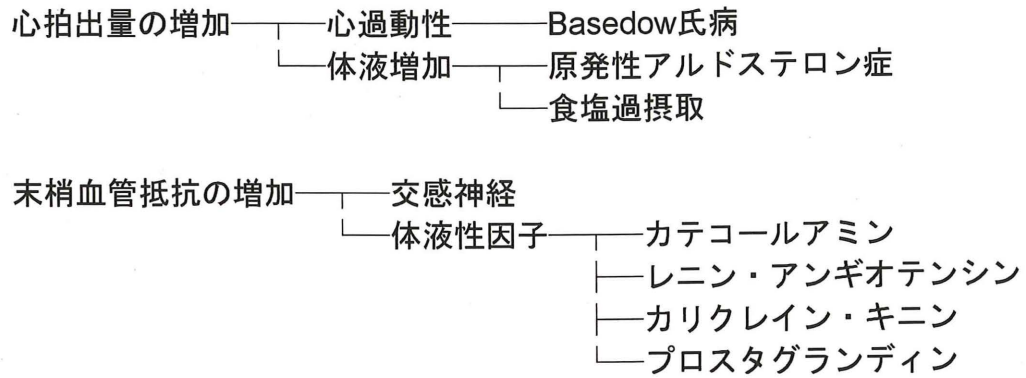 心拍出量の増加 心過動性 Basedow氏病
体液増加 原発性アルドステロン症
食塩過摂取
末梢血管抵抗の増加 交感神経
体液性因子 カテコールアミン
レニン・アンギオテンシン
カリクレイン・キニン
プロスタグランディン